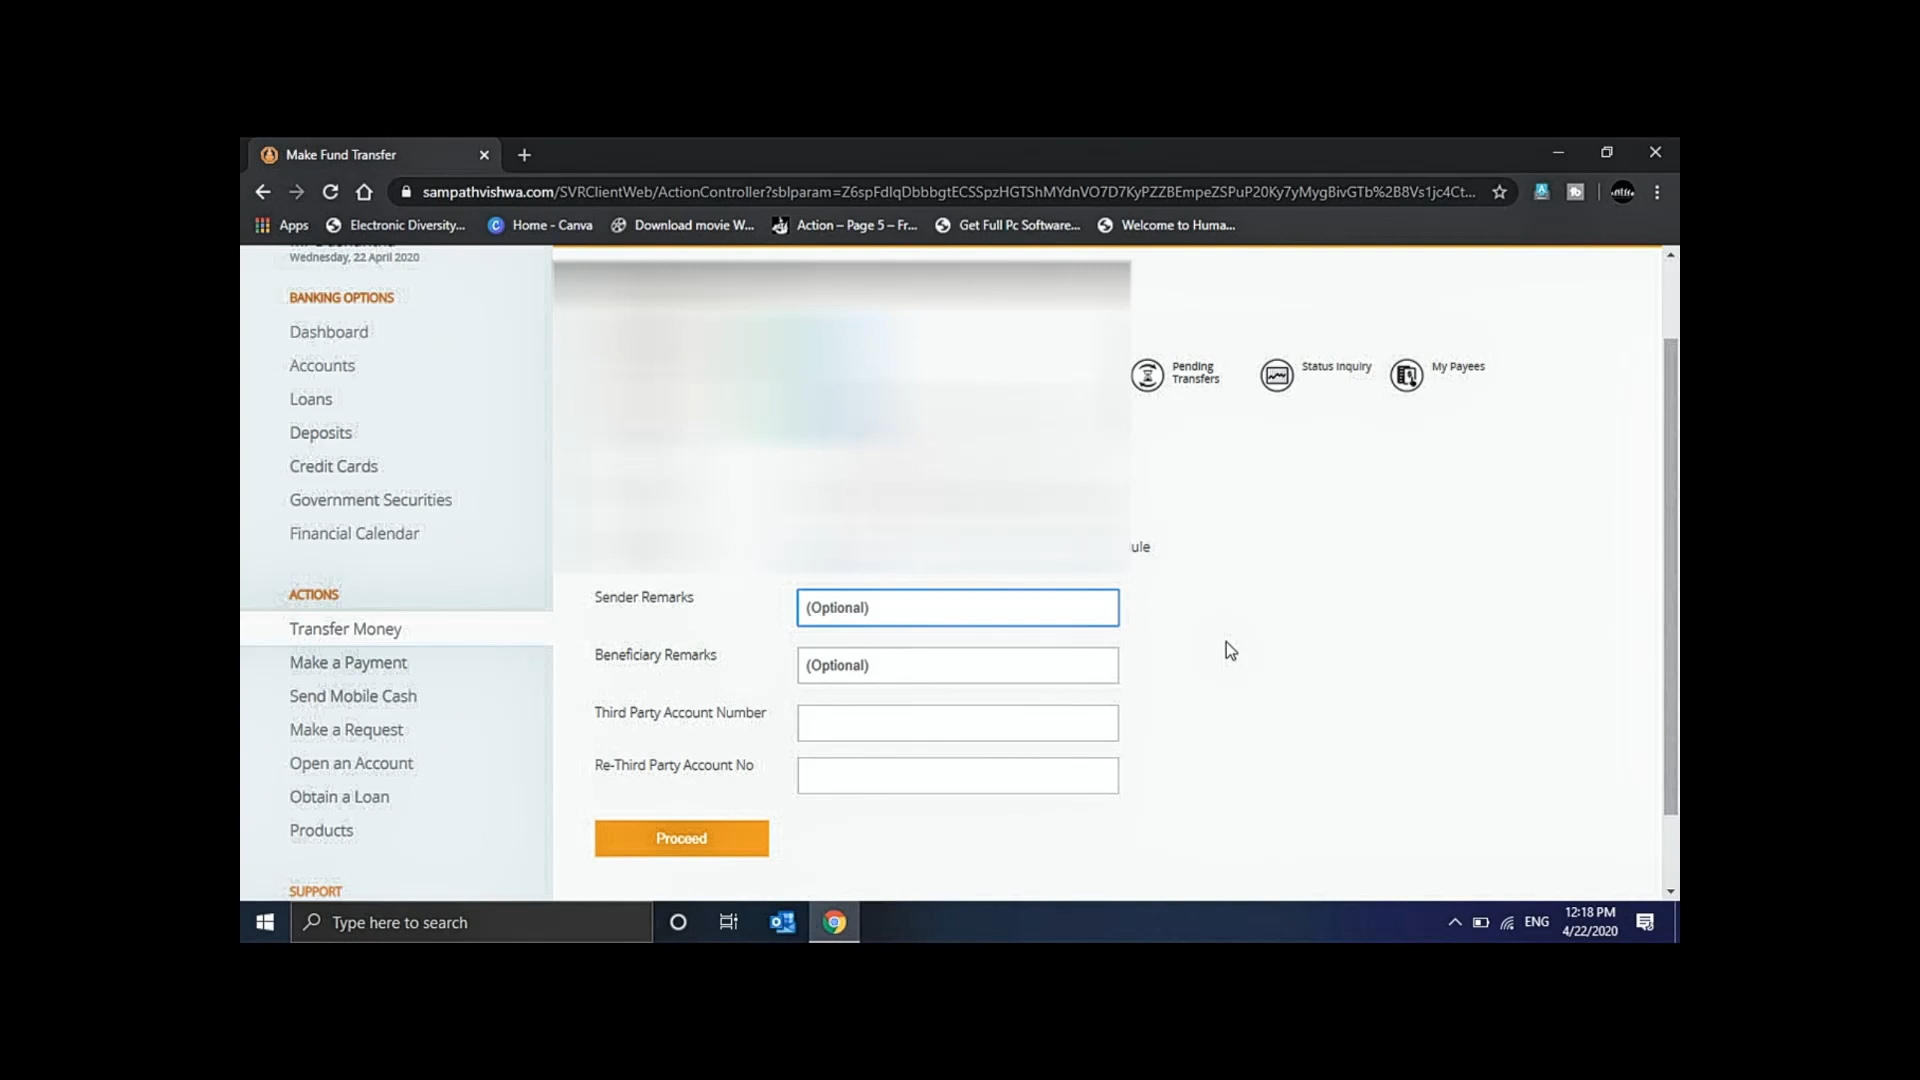 Make Fund Transfer
sampathvishwa.com/SVRClientWeb/ActionController?sblparam=Z6spFdlqDbbbgtECSSpzHGTShMYdnVO7D7KyPZZBEmpeZSPuP20Ky7yMygBivGTb%2B8Vs1jc4Ct...
Apps
Electronic Diversity...
Home - Canva
Download movie W...
Action – Page 5 – Fr...
Get Full Pc Software...
Welcome to Huma...
Wednesday, 22 April 2020
BANKING OPTIONS
Dashboard
Accounts
Loans
Deposits
Credit Cards
Government Securities
Financial Calendar
ACTIONS
Transfer Money
Make a Payment
Send Mobile Cash
Make a Request
Open an Account
Obtain a Loan
Products
SUPPORT
Pending
Transfers
Status Inquiry
My Payees
ule
Sender Remarks
(Optional)
Beneficiary Remarks
(Optional)
Third Party Account Number
Re-Third Party Account No
Proceed
Type here to search
ENG
12:18 PM
4/22/2020